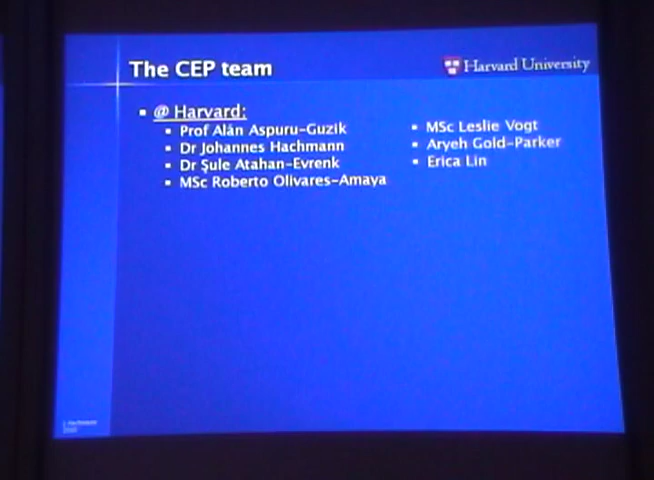 The CEP team
Harvard University
@ Harvard:
Prof Alán Aspuru-Guzik
Dr Johannes Hachmann
Dr Şule Atahan-Evrenk
MSc Roberto Olivares-Amaya
MSc Leslie Vogt
Aryeh Gold-Parker
Erica Lin